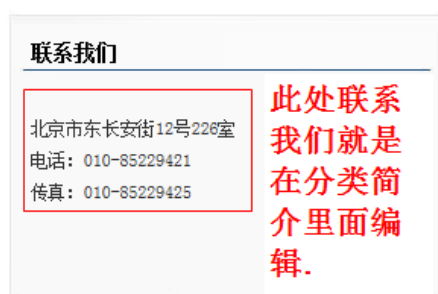 联系我们
北京市东长安街12号226室
电话：010-85229421
传真：010-85229425
此处联系
我们就是
在分类简
介里面编
辑.